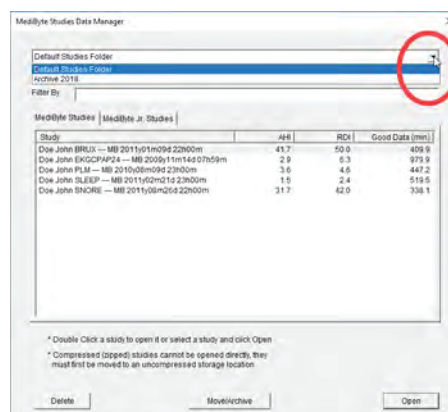 MediByte Studies Data Manager
Default Studies Folder
Default Studies Folder
Archive 2018
Filter By
MediByte Studies MediByte Jr. Studies
Study AHI RDI Good Data (min)
Doe John BRUX --- MB 2011y01m09d 22h00m 41.7 50.0 409.9
Doe John EKGCPAP24 --- MB 2009y11m14d 07h59m 2.9 6.3 979.9
Doe John PLM --- MB 2010y08m09d 23h00m 3.6 4.6 447.2
Doe John SLEEP --- MB 2011y02m21d 23h00m 1.5 2.4 519.5
Doe John SNORE --- MB 2011y08m26d 22h00m 31.7 42.0 338.1
* Double Click a study to open it or select a study and click Open
* Compressed (zipped) studies cannot be opened directly, they
must first be moved to an uncompressed storage location
Delete Move/Archive Open